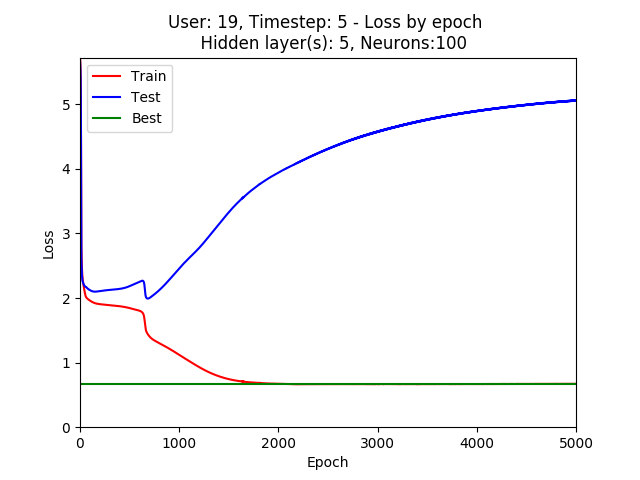 User: 19, Timestep: 5 - Loss by epoch
Hidden layer(s): 5, Neurons:100
Train
Test
Best
Loss
5
4
3
2
1
0
0 1000 2000 3000 4000 5000
Epoch